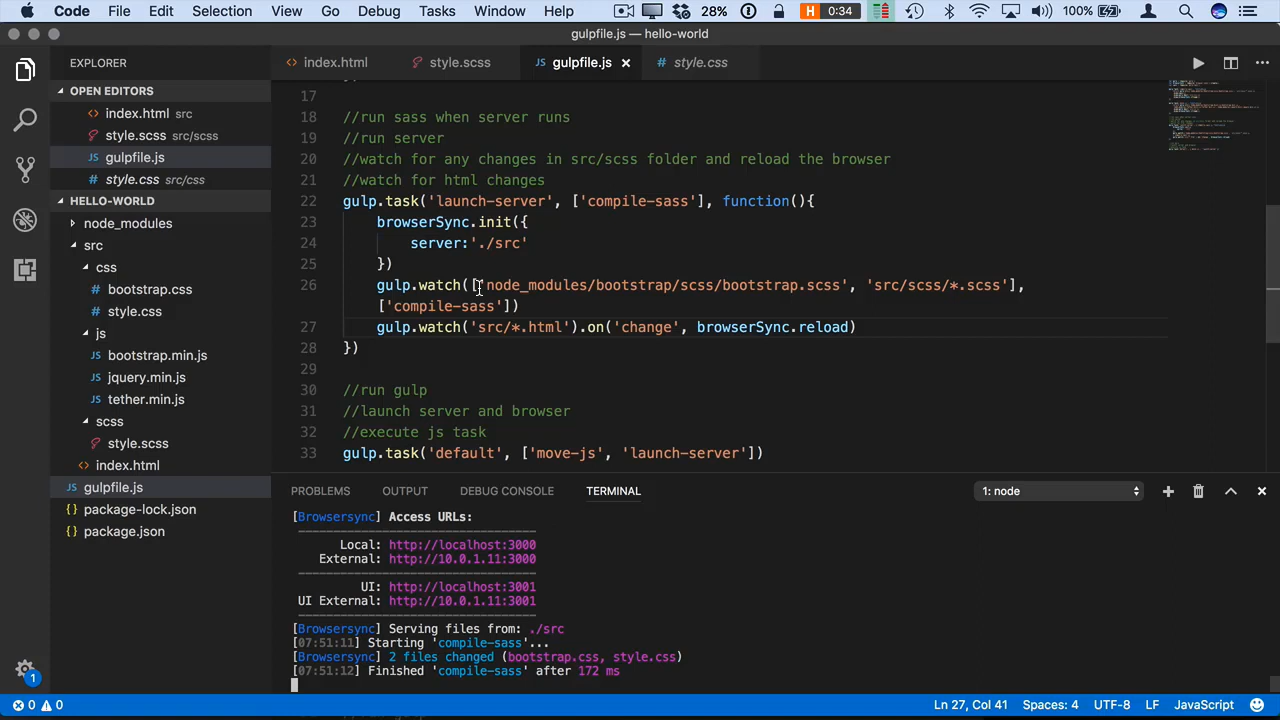 Code File Edit Selection View Go Debug Tasks Window Help 28% H 0:34 100%
gulpfile.js — hello-world
EXPLORER
index.html
style.scss
gulpfile.js
style.css
OPEN EDITORS
index.html src
style.scss src/scss
gulpfile.js
style.css src/css
HELLO-WORLD
node_modules
src
css
bootstrap.css
style.css
js
bootstrap.min.js
jquery.min.js
tether.min.js
scss
style.scss
index.html
gulpfile.js
package-lock.json
package.json
17
18 //run sass when server runs
19 //run server
20 //watch for any changes in src/scss folder and reload the browser
21 //watch for html changes
22 gulp.task('launch-server', ['compile-sass'], function(){
23 browserSync.init({
24 server:'./src'
25 })
26 gulp.watch(['node_modules/bootstrap/scss/bootstrap.scss', 'src/scss/*.scss'],
['compile-sass'])
27 gulp.watch('src/*.html').on('change', browserSync.reload)
28 })
29
30 //run gulp
31 //launch server and browser
32 //execute js task
33 gulp.task('default', ['move-js', 'launch-server'])
PROBLEMS OUTPUT DEBUG CONSOLE TERMINAL 1: node
[Browsersync] Access URLs:
Local: http://localhost:3000
External: http://10.0.1.11:3000
UI: http://localhost:3001
UI External: http://10.0.1.11:3001
[Browsersync] Serving files from: ./src
[07:51:11] Starting 'compile-sass'...
[Browsersync] 2 files changed (bootstrap.css, style.css)
[07:51:12] Finished 'compile-sass' after 172 ms
1
0 0 Ln 27, Col 41 Spaces: 4 UTF-8 LF JavaScript